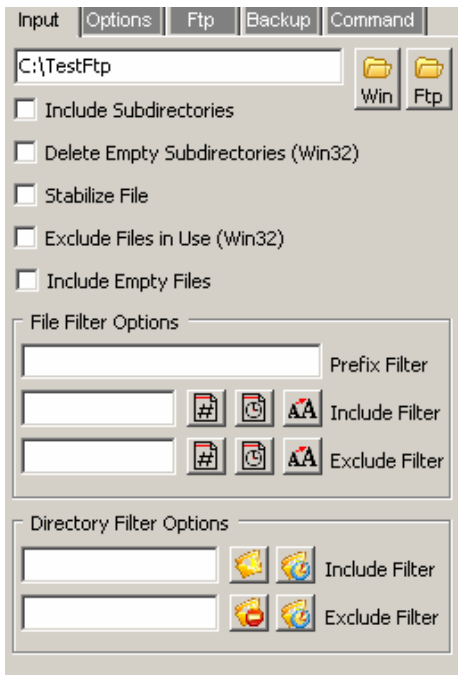 Input Options Ftp Backup Command
C:\TestFtp
Win Ftp
Include Subdirectories
Delete Empty Subdirectories (Win32)
Stabilize File
Exclude Files in Use (Win32)
Include Empty Files
File Filter Options
Prefix Filter
# AA Include Filter
# AA Exclude Filter
Directory Filter Options
Include Filter
Exclude Filter